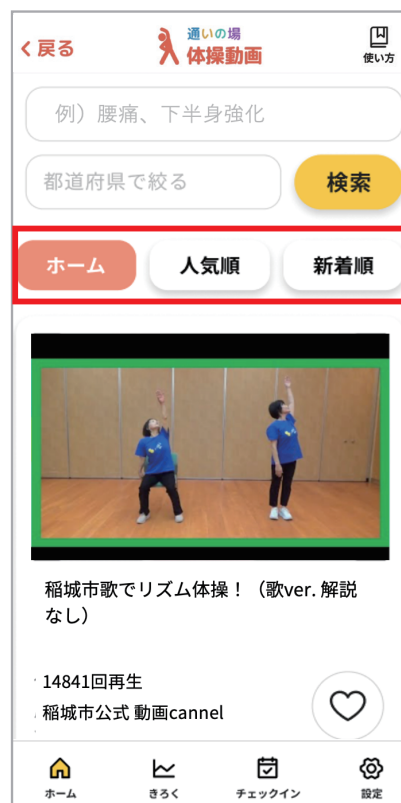 戻る
通いの場
体操動画
使い方
例）腰痛、下半身強化
都道府県で絞る
検索
ホーム
人気順
新着順
稲城市歌でリズム体操！（歌ver. 解説
なし）
14841回再生
稲城市公式 動画cannel
ホーム
きろく
チェックイン
設定